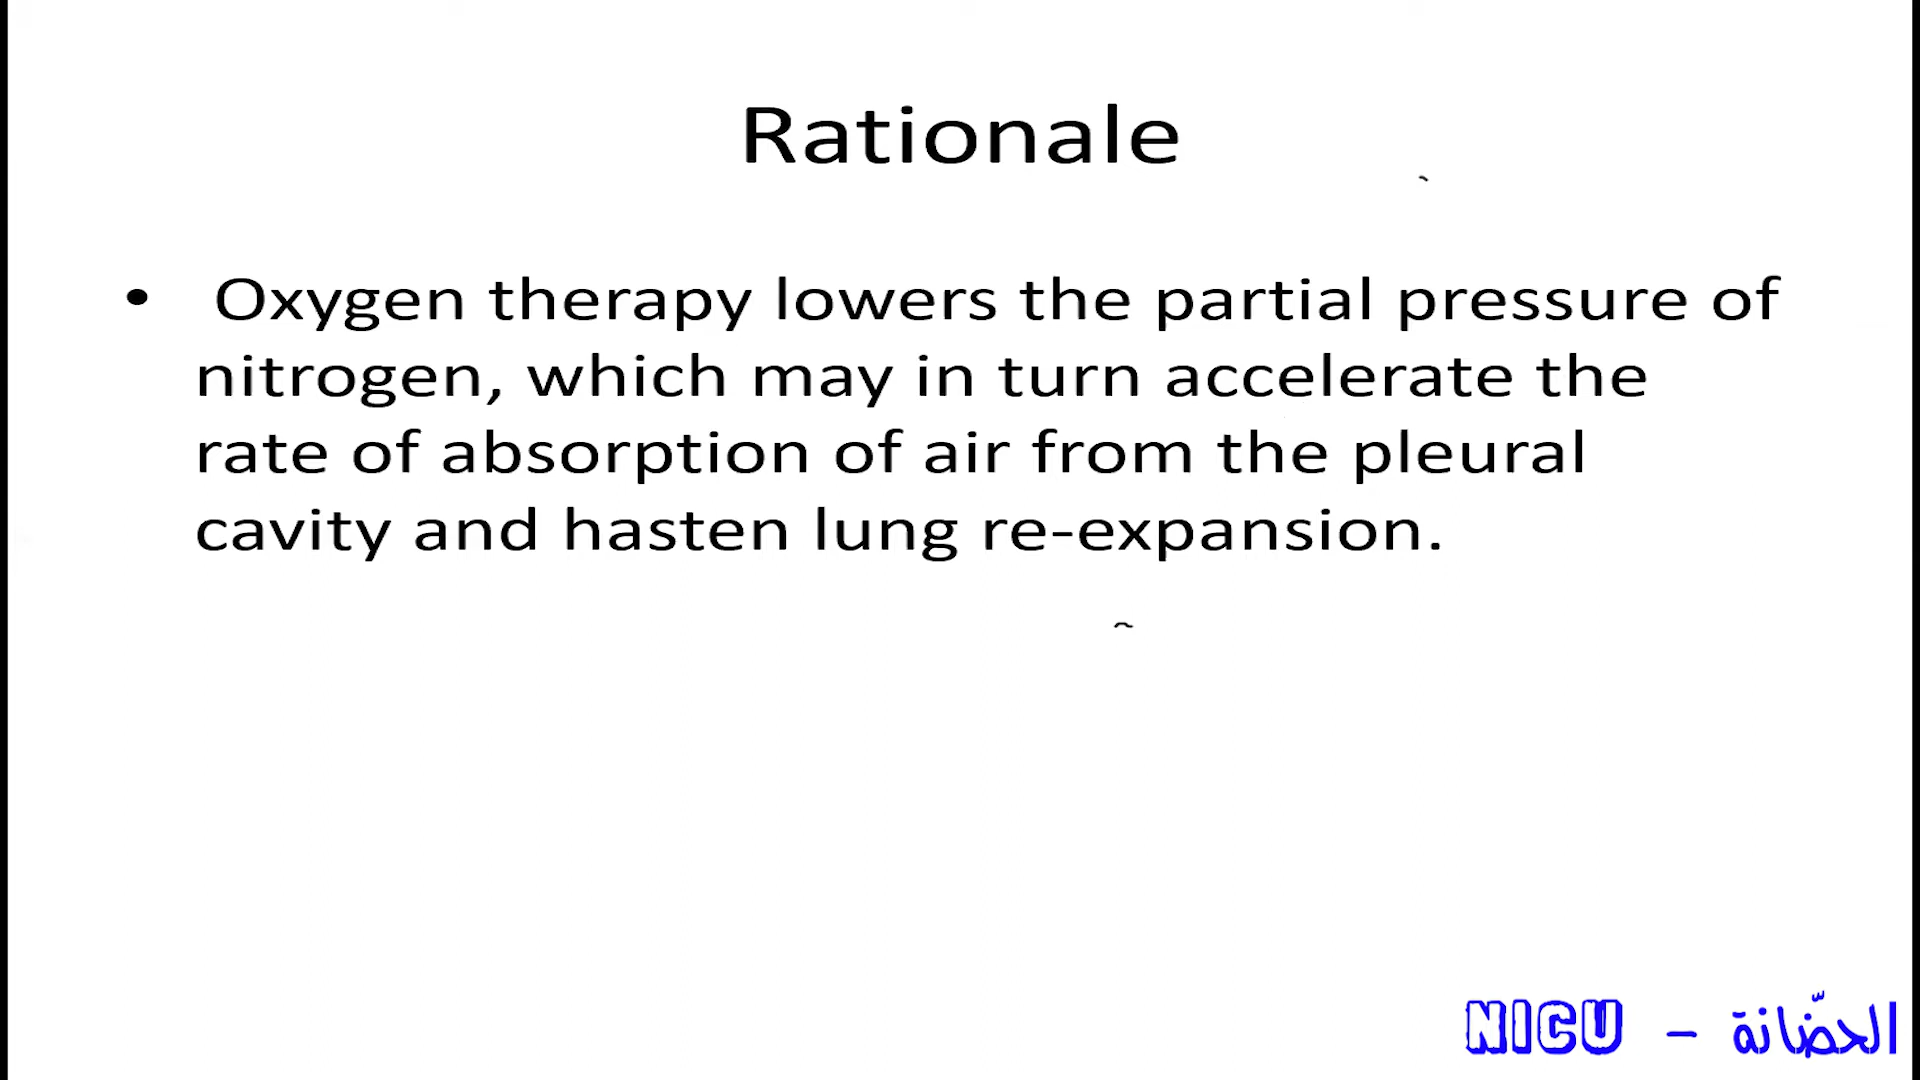 Rationale
• Oxygen therapy lowers the partial pressure of
nitrogen, which may in turn accelerate the
rate of absorption of air from the pleural
cavity and hasten lung re-expansion.
NICU - الحضّانة